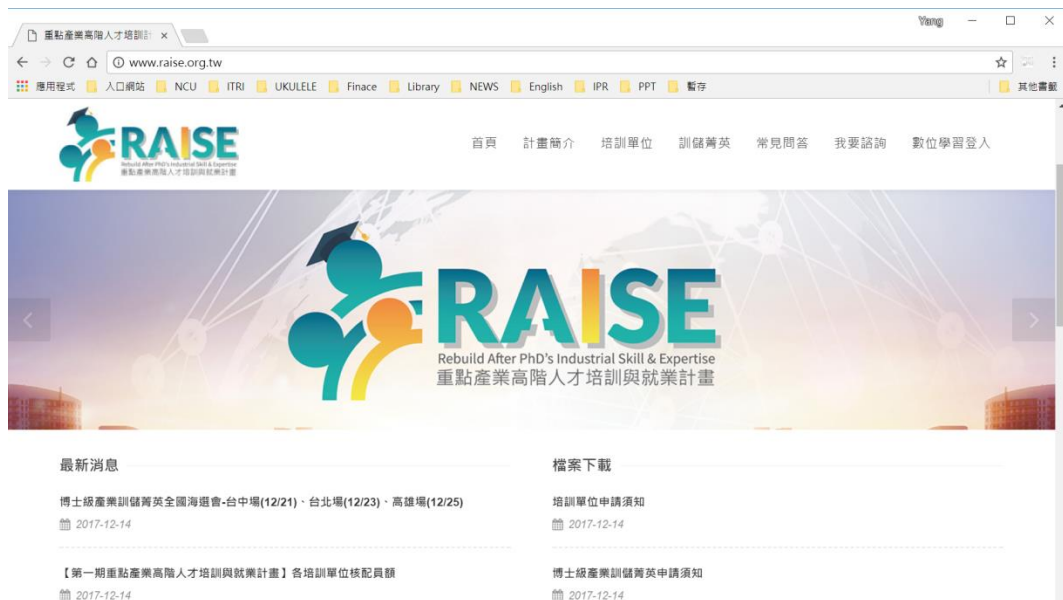 Yang
重點產業高階人才培訓計
www.raise.org.tw
應用程式 入口網站 NCU ITRI UKULELE Finace Library NEWS English IPR PPT 暫存 其他書籤
RAISE
Rebuild After PhD's Industrial Skill & Expertise
重點產業高階人才培訓與就業計畫
首頁 計畫簡介 培訓單位 訓儲菁英 常見問答 我要諮詢 數位學習登入
RAISE
Rebuild After PhD's Industrial Skill & Expertise
重點產業高階人才培訓與就業計畫
最新消息
博士級產業訓儲菁英全國海選會-台中場(12/21)、台北場(12/23)、高雄場(12/25)
2017-12-14
【第一期重點產業高階人才培訓與就業計畫】各培訓單位核配員額
2017-12-14
檔案下載
培訓單位申請須知
2017-12-14
博士級產業訓儲菁英申請須知
2017-12-14